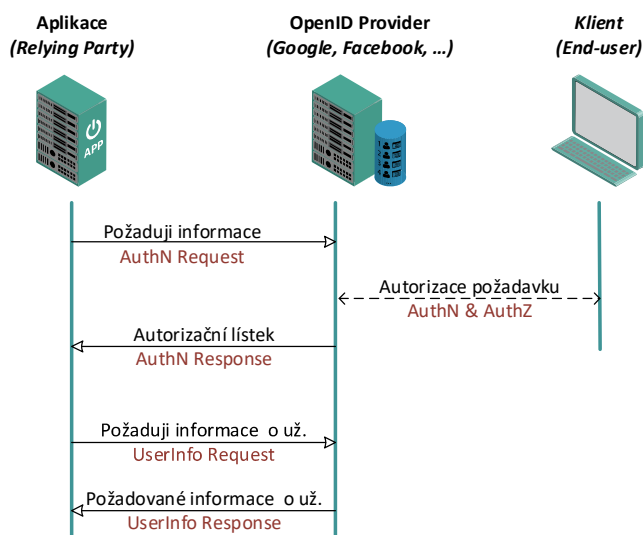 Aplikace
(Relying Party)
OpenID Provider
(Google, Facebook, …)
Klient
(End-user)
APP
Požaduji informace
AuthN Request
Autorizace požadavku
AuthN & AuthZ
Autorizační lístek
AuthN Response
Požaduji informace o už.
UserInfo Request
Požadované informace o už.
UserInfo Response